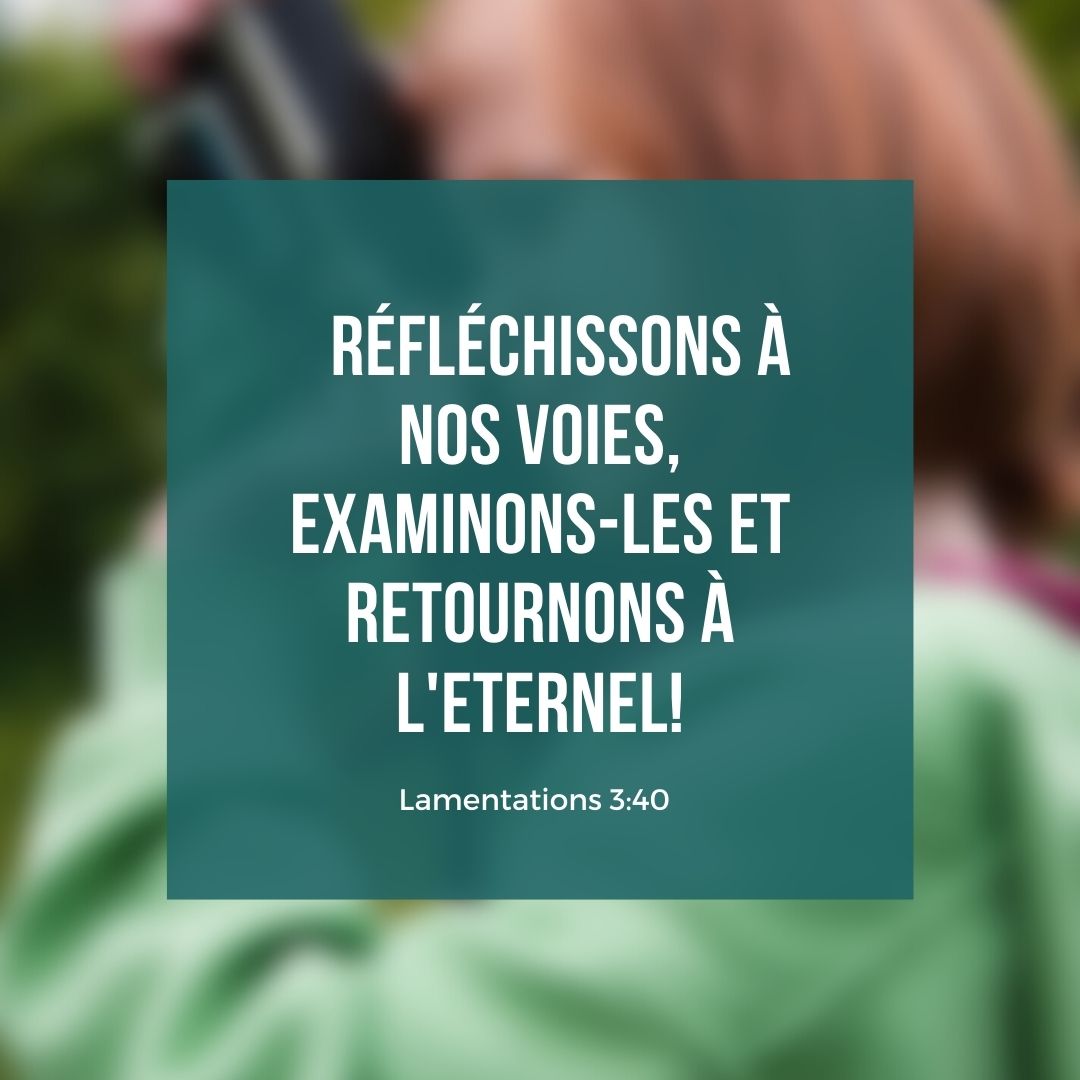 RÉFLÉCHISSONS À
NOS VOIES,
EXAMINONS-LES ET
RETOURNONS À
L'ETERNEL!
Lamentations 3:40